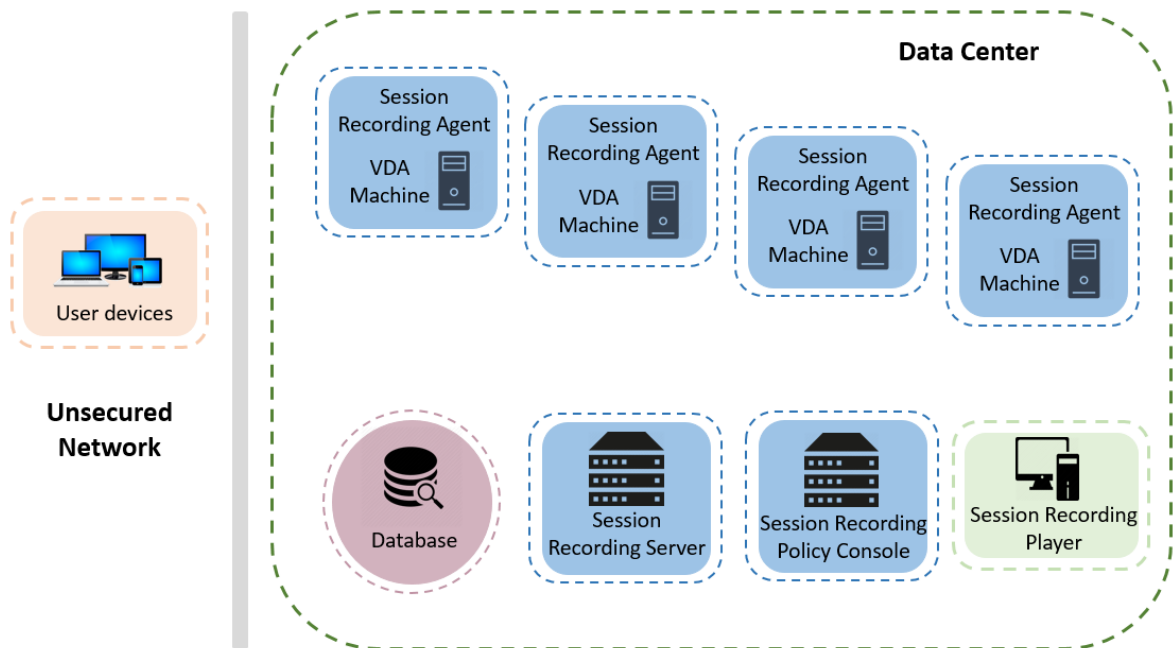 Data Center
Session
Recording Agent
VDA
Machine
Session
Recording Agent
VDA
Machine
Session
Recording Agent
VDA
Machine
Session
Recording Agent
VDA
Machine
User devices
Unsecured
Network
Database
Session
Recording Server
Session Recording
Policy Console
Session Recording
Player